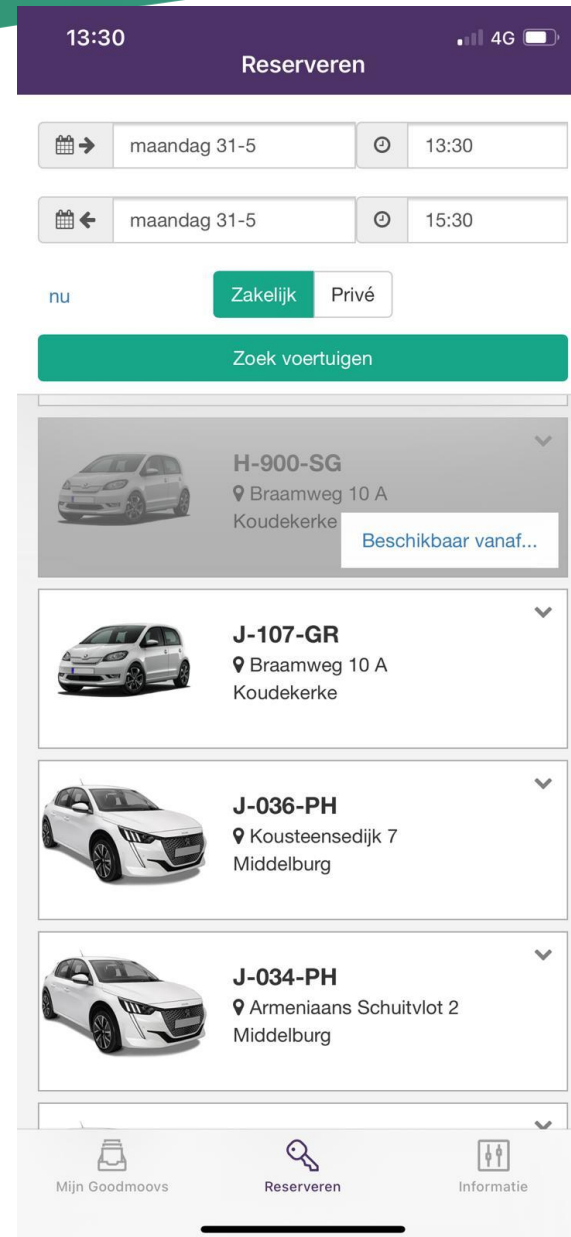 13:30
4G
Reserveren
maandag 31-5
13:30
maandag 31-5
15:30
nu
Zakelijk
Privé
Zoek voertuigen
H-900-SG
Braamweg 10 A
Koudekerke
Beschikbaar vanaf...
J-107-GR
Braamweg 10 A
Koudekerke
J-036-PH
Kousteensedijk 7
Middelburg
J-034-PH
Armeniaans Schuitvlot 2
Middelburg
Mijn Goodmoovs
Reserveren
Informatie